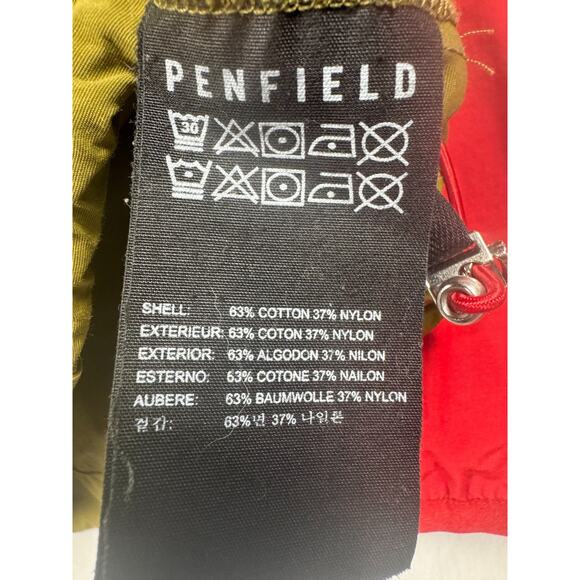 PENFIELD
30
SHELL: 63% COTTON 37% NYLON
EXTERIEUR: 63% COTON 37% NYLON
EXTERIOR: 63% ALGODON 37% NILON
ESTERNO: 63% COTONE 37% NAILON
AUBERE: 63% BAUMWOLLE 37% NYLON
겉감: 63%면 37% 나일론